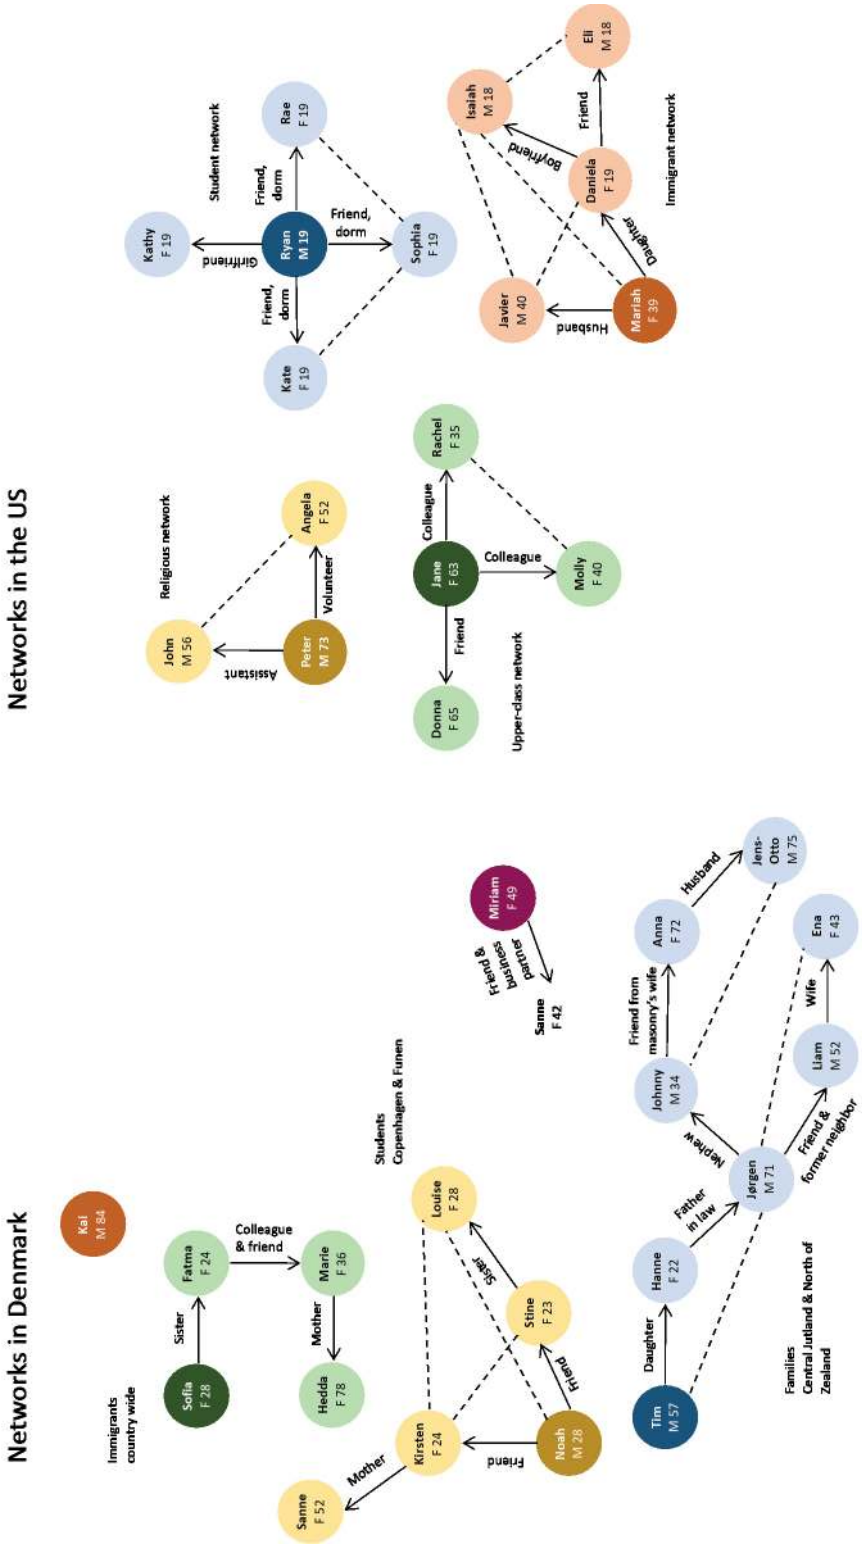 Networks in Denmark
Networks in the US
Immigrants
country wide
Kai
M 84
Sofia
F 28
Sister
Fatma
F 24
Colleague
& friend
Marie
F 36
Mother
Hedda
F 78
Students
Copenhagen & Funen
Sanne
F 52
Mother
Kirsten
F 24
Friend
Noah
M 28
Friend
Stine
F 23
Sister
Louise
F 28
Miriam
F 49
Friend &
business
partner
Sanne
F 42
Tim
M 57
Daughter
Hanne
F 22
Father
in law
Jørgen
M 71
Nephew
Johnny
M 34
Friend from
masonry's wife
Anna
F 72
Husband
Jens-
Otto
M 75
Friend &
former neighbor
Liam
M 52
Wife
Ena
F 43
Families
Central Jutland & North of
Zealand
Religious network
John
M 56
Assistant
Peter
M 73
Volunteer
Angela
F 52
Student network
Kathy
F 19
Girlfriend
Kate
F 19
Friend,
dorm
Ryan
M 19
Friend,
dorm
Rae
F 19
Friend,
dorm
Sophia
F 19
Donna
F 65
Friend
Jane
F 63
Colleague
Rachel
F 35
Colleague
Molly
F 40
Upper-class network
Javier
M 40
Husband
Mariah
F 39
Daughter
Daniela
F 19
Boyfriend
Isaiah
M 18
Friend
Eli
M 18
Immigrant network